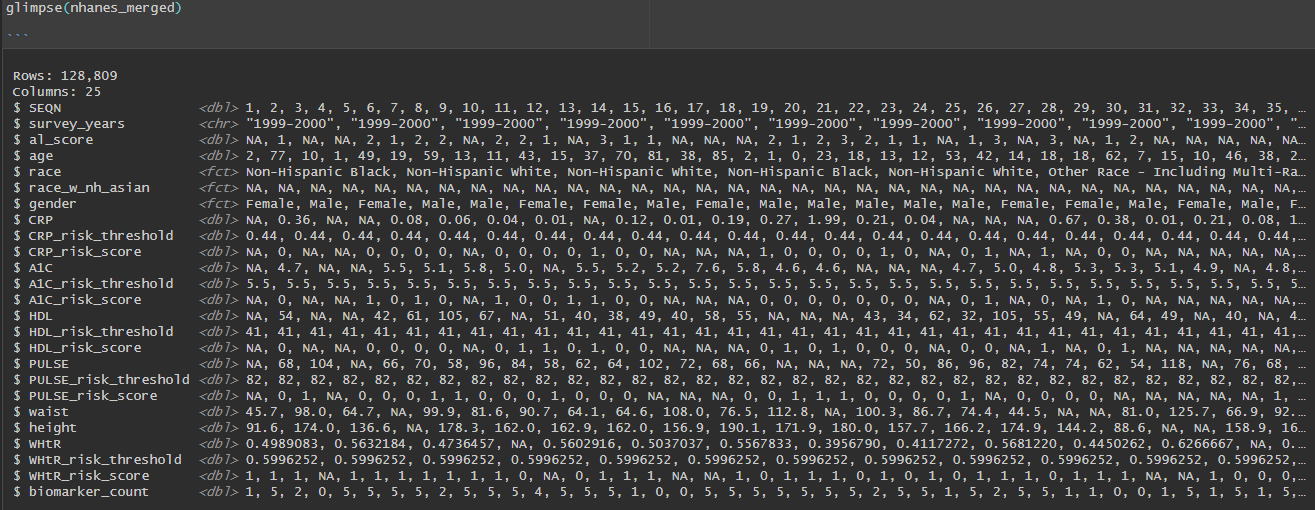 glimpse(nhanes_merged)
```
Rows: 128,809
Columns: 25
$ SEQN <dbl> 1, 2, 3, 4, 5, 6, 7, 8, 9, 10, 11, 12, 13, 14, 15, 16, 17, 18, 19, 20, 21, 22, 23, 24, 25, 26, 27, 28, 29, 30, 31, 32, 33, 34, 35, …
$ survey_years <chr> "1999-2000", "1999-2000", "1999-2000", "1999-2000", "1999-2000", "1999-2000", "1999-2000", "1999-2000", "1999-2000", "1999-2000", "…
$ al_score <dbl> NA, 1, NA, NA, 2, 1, 2, 2, NA, 2, 2, 1, NA, 3, 1, 1, NA, NA, NA, 2, 1, 2, 3, 2, 1, 1, NA, 1, 3, NA, 3, NA, 1, 2, NA, NA, NA, NA, NA…
$ age <dbl> 2, 77, 10, 1, 49, 19, 59, 13, 11, 43, 15, 37, 70, 81, 38, 85, 2, 1, 0, 23, 18, 13, 12, 53, 42, 14, 18, 18, 62, 7, 15, 10, 46, 38, 2…
$ race <fct> Non-Hispanic Black, Non-Hispanic White, Non-Hispanic White, Non-Hispanic Black, Non-Hispanic White, Other Race - Including Multi-Ra…
$ race_w_nh_asian <fct> NA, NA, NA, NA, NA, NA, NA, NA, NA, NA, NA, NA, NA, NA, NA, NA, NA, NA, NA, NA, NA, NA, NA, NA, NA, NA, NA, NA, NA, NA, NA, NA, NA,…
$ gender <fct> Female, Male, Female, Male, Male, Female, Female, Male, Female, Male, Female, Male, Male, Male, Male, Female, Female, Male, Female, Male, F…
$ CRP <dbl> NA, 0.36, NA, NA, 0.08, 0.06, 0.04, 0.01, NA, 0.12, 0.01, 0.19, 0.27, 1.99, 0.21, 0.04, NA, NA, NA, 0.67, 0.38, 0.01, 0.21, 0.08, 1…
$ CRP_risk_threshold <dbl> 0.44, 0.44, 0.44, 0.44, 0.44, 0.44, 0.44, 0.44, 0.44, 0.44, 0.44, 0.44, 0.44, 0.44, 0.44, 0.44, 0.44, 0.44, 0.44, 0.44, 0.44, 0.44,…
$ CRP_risk_score <dbl> NA, 0, NA, NA, 0, 0, 0, 0, NA, 0, 0, 0, 0, 1, 0, 0, NA, NA, NA, 1, 0, 0, 0, 0, 1, 0, NA, 0, 1, NA, 1, NA, 0, 0, NA, NA, NA, NA, NA,…
$ A1C <dbl> NA, 4.7, NA, NA, 5.5, 5.1, 5.8, 5.0, NA, 5.5, 5.2, 5.2, 7.6, 5.8, 4.6, 4.6, NA, NA, NA, 4.7, 5.0, 4.8, 5.3, 5.3, 5.1, 4.9, NA, 4.8,…
$ A1C_risk_threshold <dbl> 5.5, 5.5, 5.5, 5.5, 5.5, 5.5, 5.5, 5.5, 5.5, 5.5, 5.5, 5.5, 5.5, 5.5, 5.5, 5.5, 5.5, 5.5, 5.5, 5.5, 5.5, 5.5, 5.5, 5.5, 5.5, 5.5, 5.5, 5…
$ A1C_risk_score <dbl> NA, 0, NA, NA, 1, 0, 1, 0, NA, 1, 0, 0, 1, 1, 0, 0, NA, NA, NA, 0, 0, 0, 0, 0, 0, 0, NA, 0, 1, NA, 0, NA, 1, 0, NA, NA, NA, NA, NA,…
$ HDL <dbl> NA, 54, NA, NA, 42, 61, 105, 67, NA, 51, 40, 38, 49, 40, 58, 55, NA, NA, NA, 43, 34, 62, 32, 105, 55, 49, NA, 64, 49, NA, 40, NA, 4…
$ HDL_risk_threshold <dbl> 41, 41, 41, 41, 41, 41, 41, 41, 41, 41, 41, 41, 41, 41, 41, 41, 41, 41, 41, 41, 41, 41, 41, 41, 41, 41, 41, 41, 41, 41, 41, 41, 41,…
$ HDL_risk_score <dbl> NA, 0, NA, NA, 0, 0, 0, 0, NA, 0, 1, 1, 0, 1, 0, 0, NA, NA, NA, 0, 1, 0, 1, 0, 0, 0, NA, 0, 0, NA, 1, NA, 0, 1, NA, NA, NA, NA, NA,…
$ PULSE <dbl> NA, 68, 104, NA, 66, 70, 58, 96, 84, 58, 62, 64, 102, 72, 68, 66, NA, NA, NA, 72, 50, 86, 96, 82, 74, 74, 62, 54, 118, NA, 76, 68, …
$ PULSE_risk_threshold <dbl> 82, 82, 82, 82, 82, 82, 82, 82, 82, 82, 82, 82, 82, 82, 82, 82, 82, 82, 82, 82, 82, 82, 82, 82, 82, 82, 82, 82, 82, 82, 82, 82, 82,…
$ PULSE_risk_score <dbl> NA, 0, 1, NA, 0, 0, 0, 1, 1, 0, 0, 0, 1, 0, 0, 0, NA, NA, NA, 0, 0, 1, 1, 1, 0, 0, 0, 0, 1, NA, 0, 0, NA, NA, NA, NA, NA, NA, 1, …
$ waist <dbl> 45.7, 98.0, 64.7, NA, 99.9, 81.6, 90.7, 64.1, 64.6, 108.0, 76.5, 112.8, NA, 100.3, 86.7, 74.4, 44.5, NA, NA, 81.0, 125.7, 66.9, 92.…
$ height <dbl> 91.6, 174.0, 136.6, NA, 178.3, 162.0, 162.9, 162.0, 156.9, 190.1, 171.9, 180.0, 157.7, 166.2, 174.9, 144.2, 88.6, NA, NA, 158.9, 16…
$ WHtR <dbl> 0.4989083, 0.5632184, 0.4736457, NA, 0.5602916, 0.5037037, 0.5567833, 0.3956790, 0.4117272, 0.5681220, 0.4450262, 0.6266667, NA, 0.…
$ WHtR_risk_threshold <dbl> 0.5996252, 0.5996252, 0.5996252, 0.5996252, 0.5996252, 0.5996252, 0.5996252, 0.5996252, 0.5996252, 0.5996252, 0.5996252, 0.5996252,…
$ WHtR_risk_score <dbl> 1, 1, 1, NA, 1, 1, 1, 1, 1, 1, 1, 0, NA, 0, 1, 1, 1, NA, NA, 1, 0, 1, 0, 1, 0, 1, 1, 1, 0, 1, 1, 1, NA, NA, 1, 0, 0, 0,…
$ biomarker_count <dbl> 1, 5, 2, 0, 5, 5, 5, 5, 2, 5, 5, 5, 4, 5, 5, 5, 1, 0, 0, 5, 5, 5, 5, 5, 5, 5, 2, 5, 5, 1, 5, 2, 5, 5, 1, 1, 0, 0, 1, 5, 1, 5, 1, 5,…